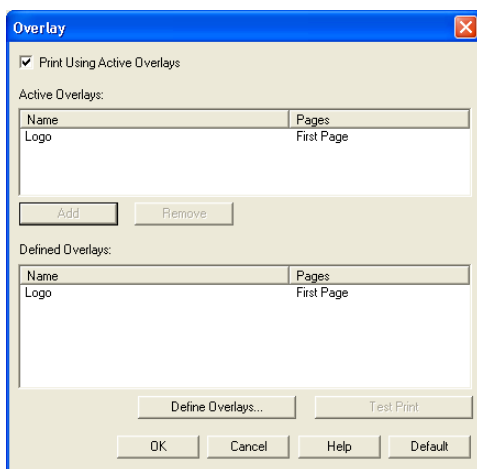 Overlay
Print Using Active Overlays
Active Overlays:
Name Pages
Logo First Page
Add Remove
Defined Overlays:
Name Pages
Logo First Page
Define Overlays... Test Print
OK Cancel Help Default